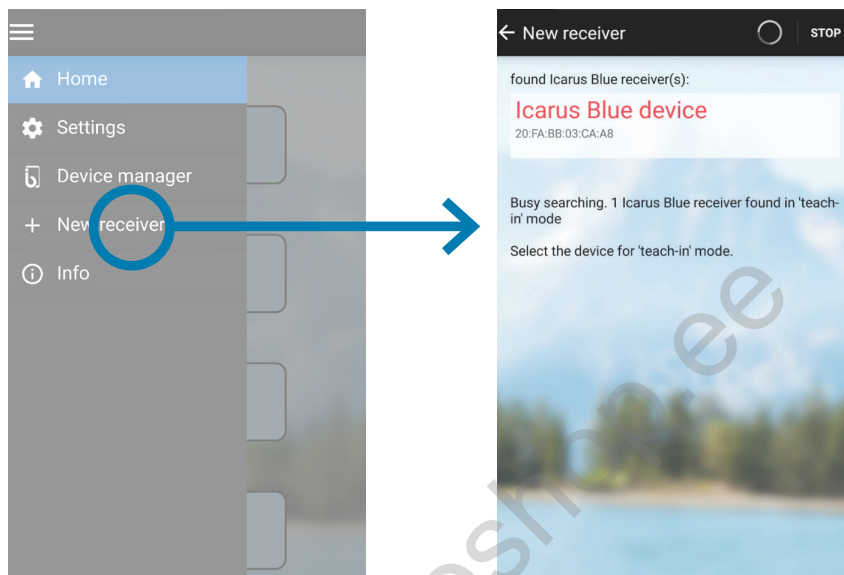 Home
Settings
Device manager
New receiver
Info
New receiver
STOP
found Icarus Blue receiver(s):
Icarus Blue device
20:FA:BB:03:CA:A8
Busy searching. 1 Icarus Blue receiver found in 'teach-
in' mode
Select the device for 'teach-in' mode.
eshop.ee